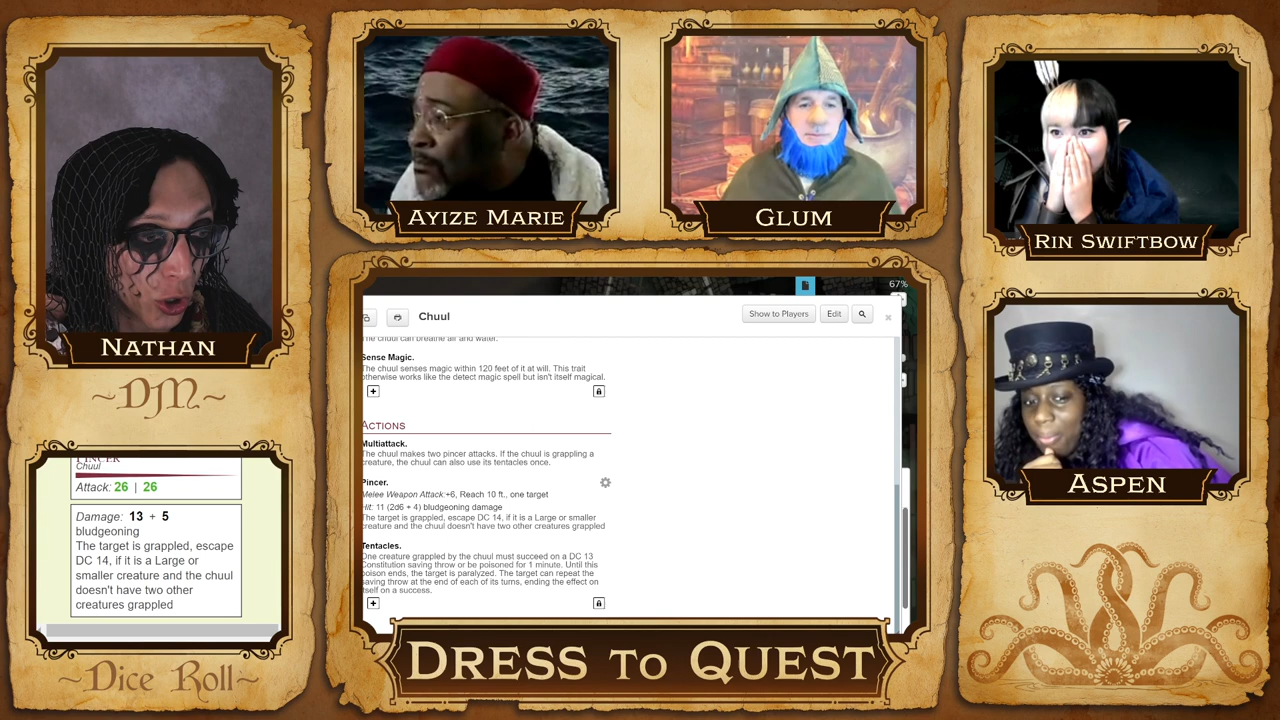 NATHAN
~DM~
PINCER
Chuul
Attack: 26 | 26
Damage: 13 + 5
bludgeoning
The target is grappled, escape
DC 14, if it is a Large or
smaller creature and the chuul
doesn't have two other
creatures grappled
~Dice Roll~
AYIZE MARIE
GLUM
67%
Chuul
Show to Players
Edit
The chuul can breathe air and water.
Sense Magic.
The chuul senses magic within 120 feet of it at will. This trait
otherwise works like the detect magic spell but isn't itself magical.
ACTIONS
Multiattack.
The chuul makes two pincer attacks. If the chuul is grappling a
creature, the chuul can also use its tentacles once.
Pincer.
Melee Weapon Attack:+6, Reach 10 ft., one target
Hit: 11 (2d6 + 4) bludgeoning damage
The target is grappled, escape DC 14, if it is a Large or smaller
creature and the chuul doesn't have two other creatures grappled
Tentacles.
One creature grappled by the chuul must succeed on a DC 13
Constitution saving throw or be poisoned for 1 minute. Until this
poison ends, the target is paralyzed. The target can repeat the
saving throw at the end of each of its turns, ending the effect on
itself on a success.
DRESS TO QUEST
RIN SWIFTBOW
ASPEN